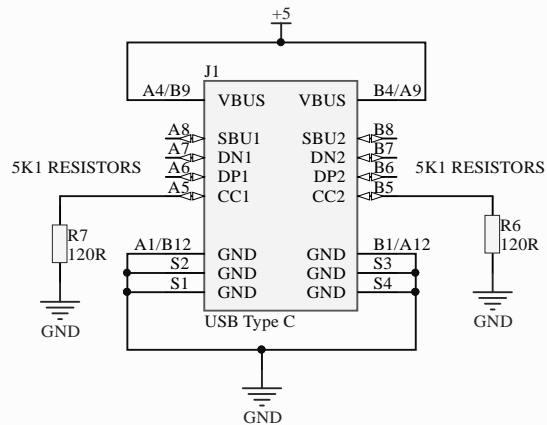 +5
J1
A4/B9 VBUS VBUS B4/A9
A8 SBU1 SBU2 B8
A7 DN1 DN2 B7
A6 DP1 DP2 B6
5K1 RESISTORS 5K1 RESISTORS
A5 CC1 CC2 B5
R7
120R
R6
120R
A1/B12 GND GND B1/A12
S2 GND GND S3
S1 GND GND S4
GND
GND
USB Type C
GND